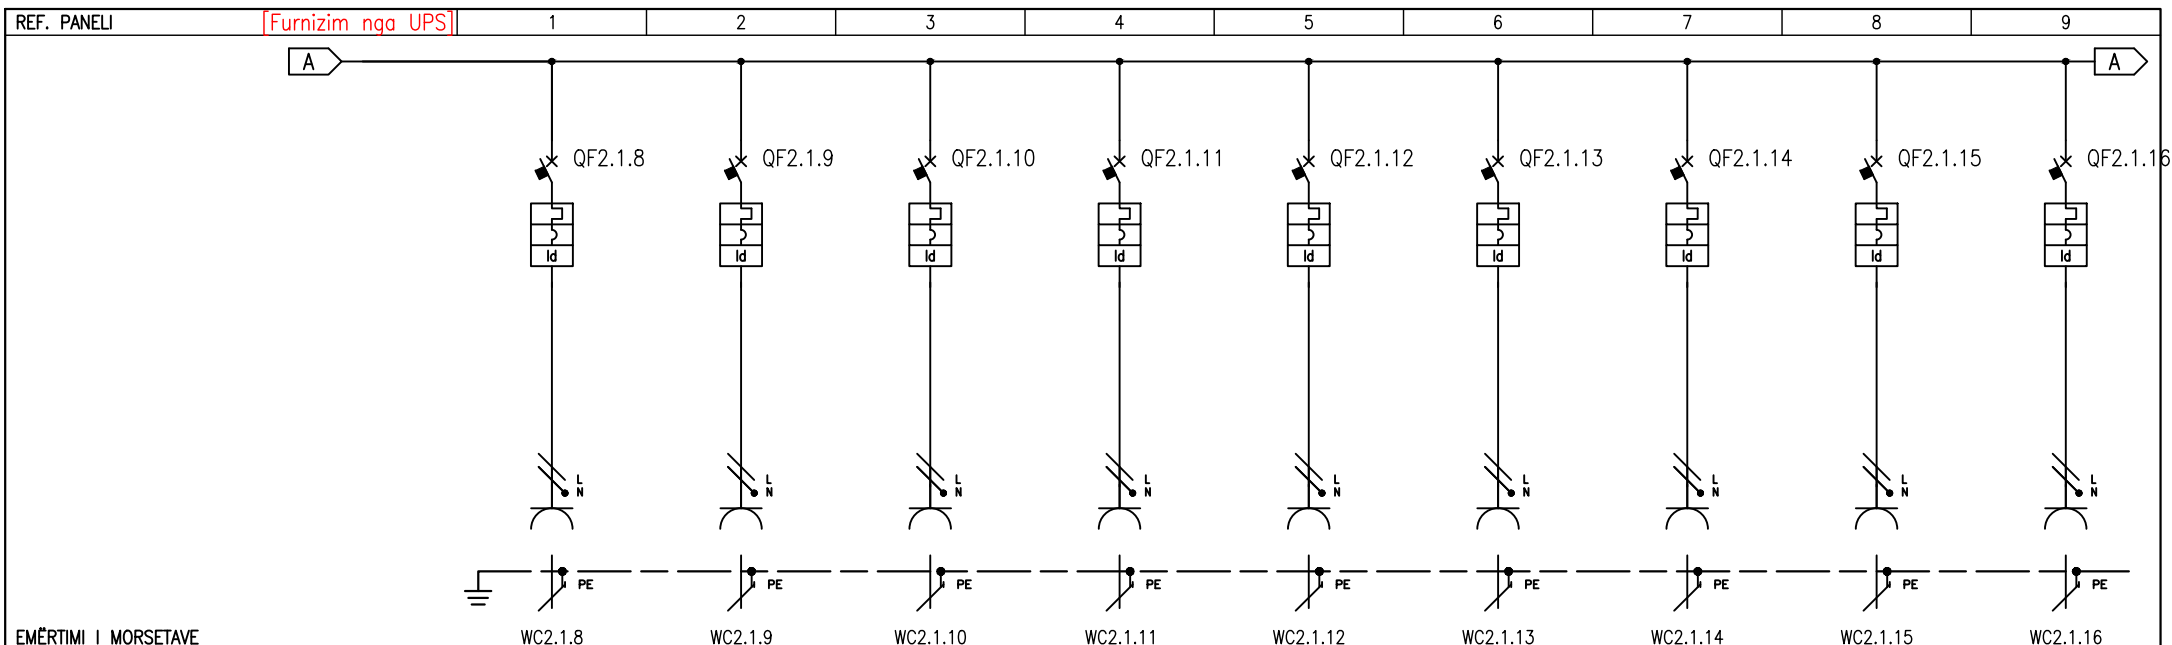 REF. PANELI [Furnizim nga UPS] 1 2 3 4 5 6 7 8 9
A A
QF2.1.8 QF2.1.9 QF2.1.10 QF2.1.11 QF2.1.12 QF2.1.13 QF2.1.14 QF2.1.15 QF2.1.16
Id Id Id Id Id Id Id Id Id
L L L L L L L L L
N N N N N N N N N
PE PE PE PE PE PE PE PE PE
EMËRTIMI I MORSETAVE WC2.1.8 WC2.1.9 WC2.1.10 WC2.1.11 WC2.1.12 WC2.1.13 WC2.1.14 WC2.1.15 WC2.1.16